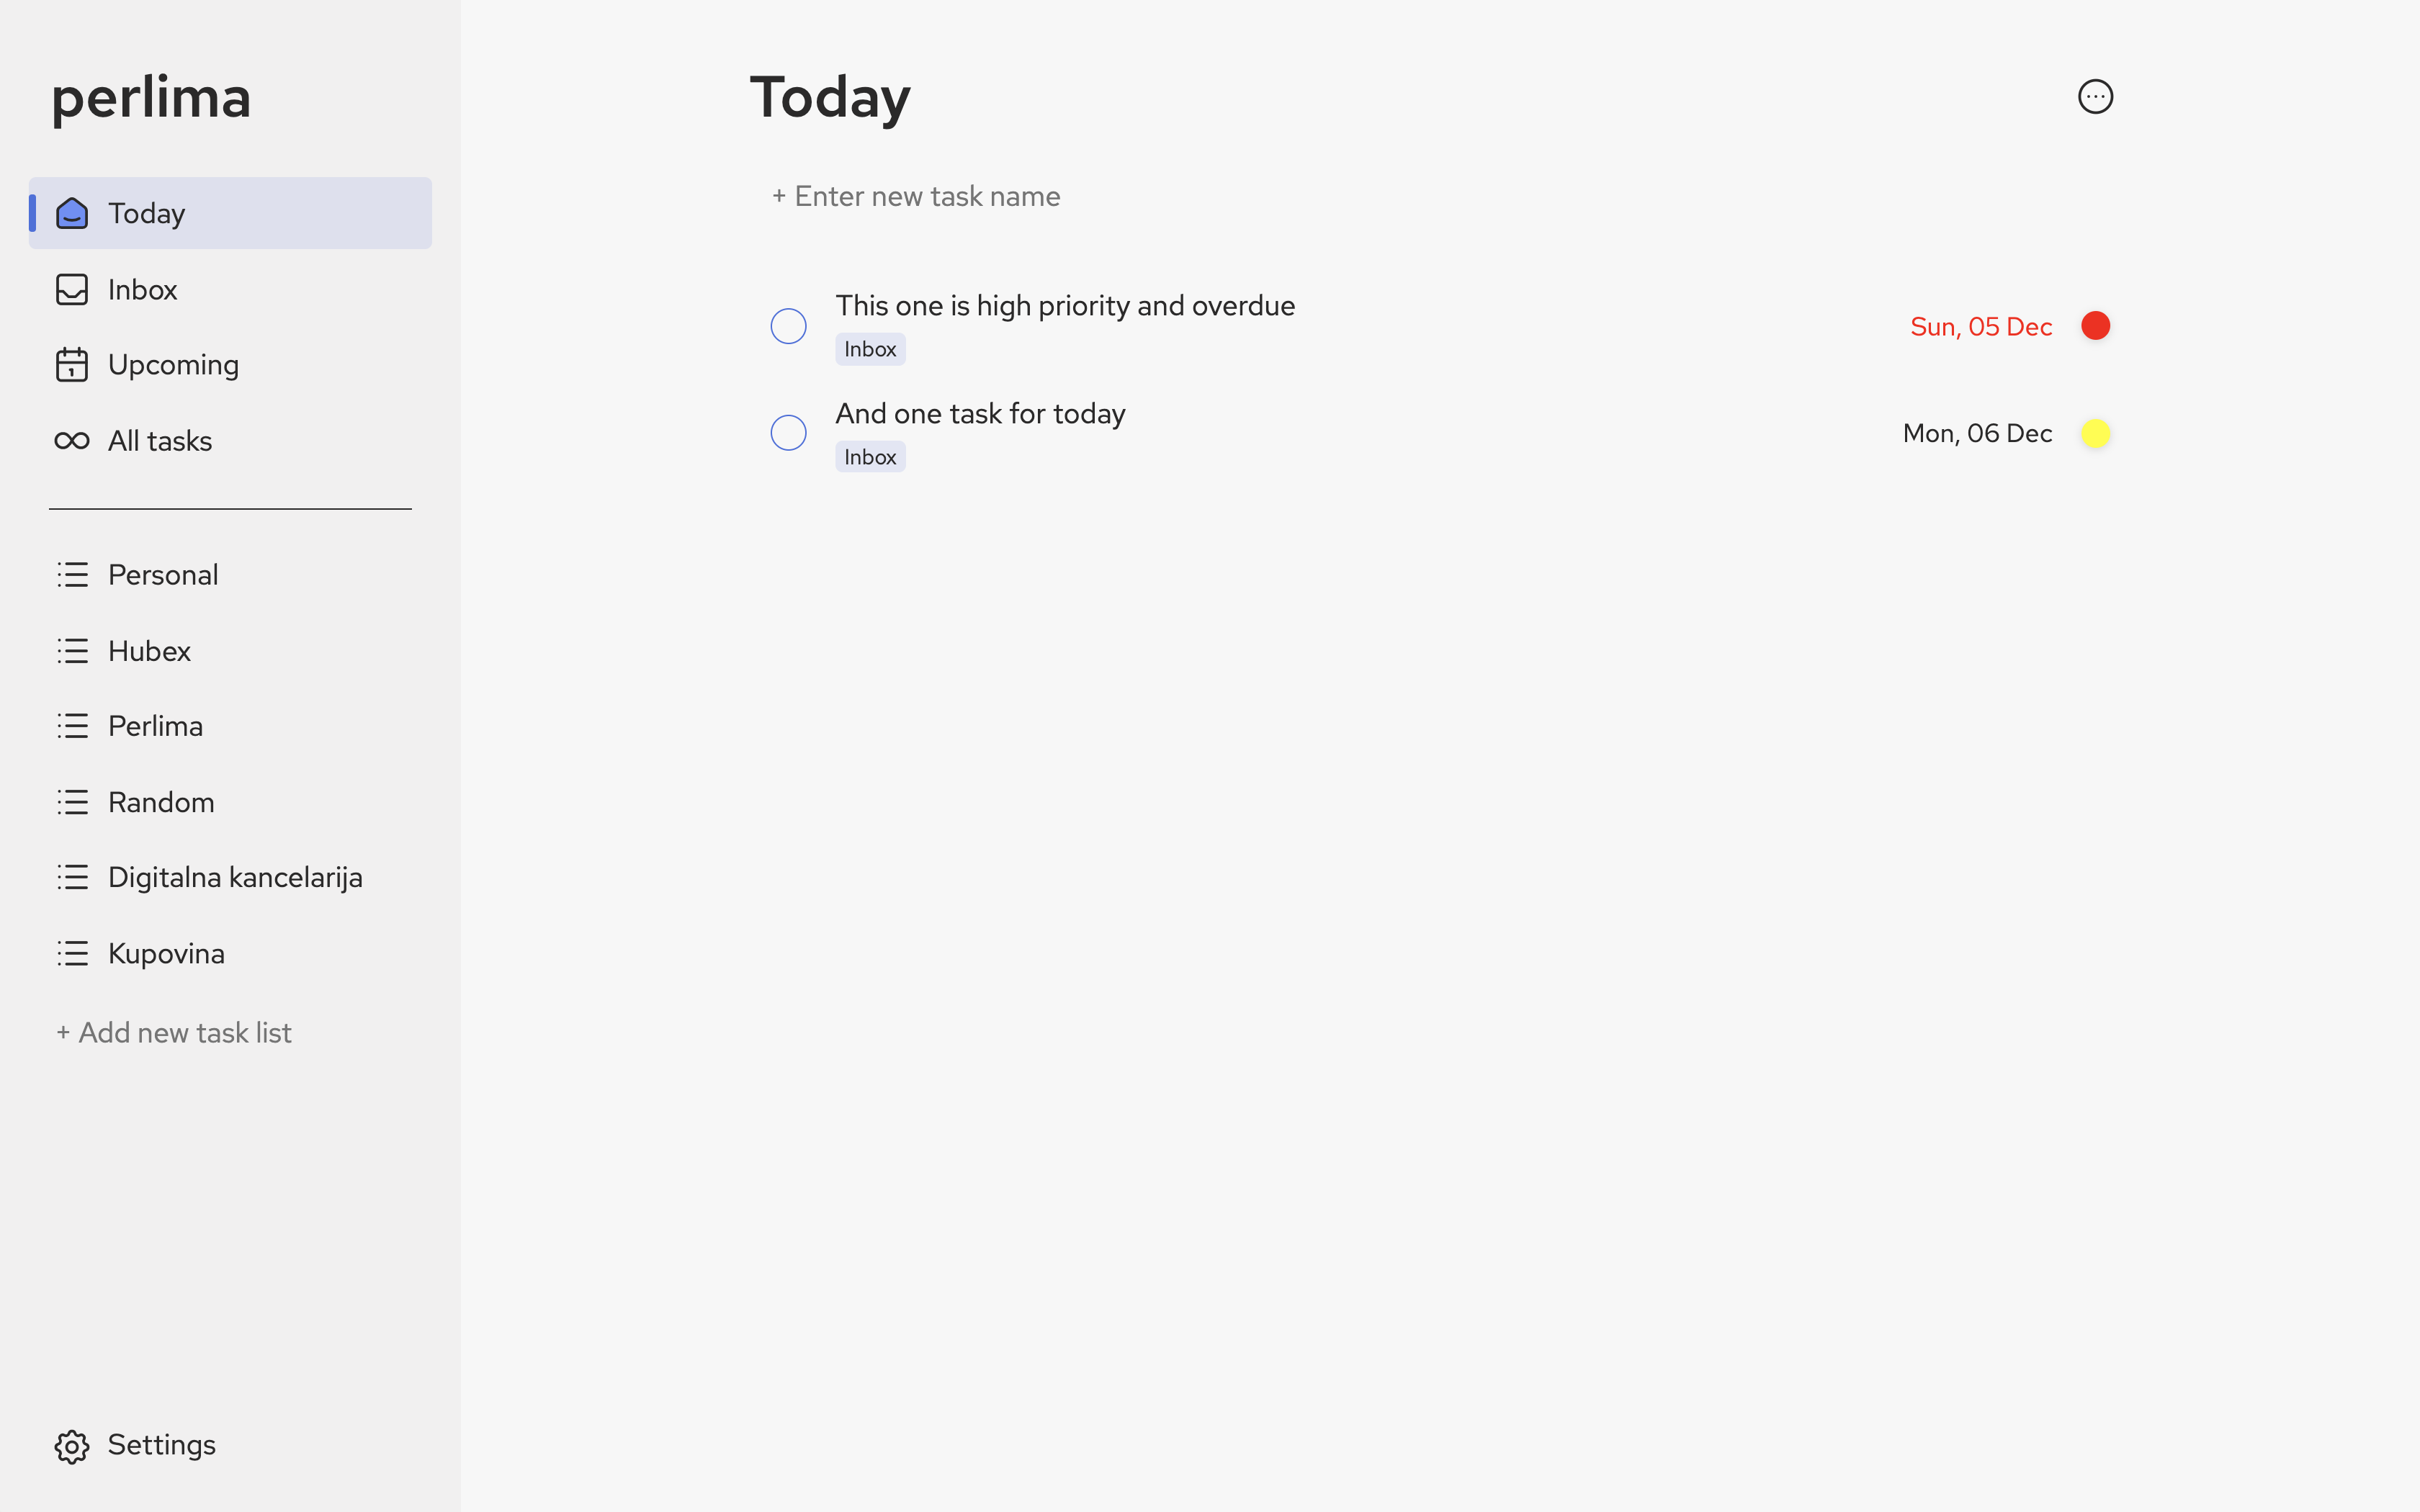 perlima
Today
Inbox
Upcoming
All tasks
Personal
Hubex
Perlima
Random
Digitalna kancelarija
Kupovina
+ Add new task list
Settings
Today
+ Enter new task name
This one is high priority and overdue
Inbox
Sun, 05 Dec
And one task for today
Inbox
Mon, 06 Dec